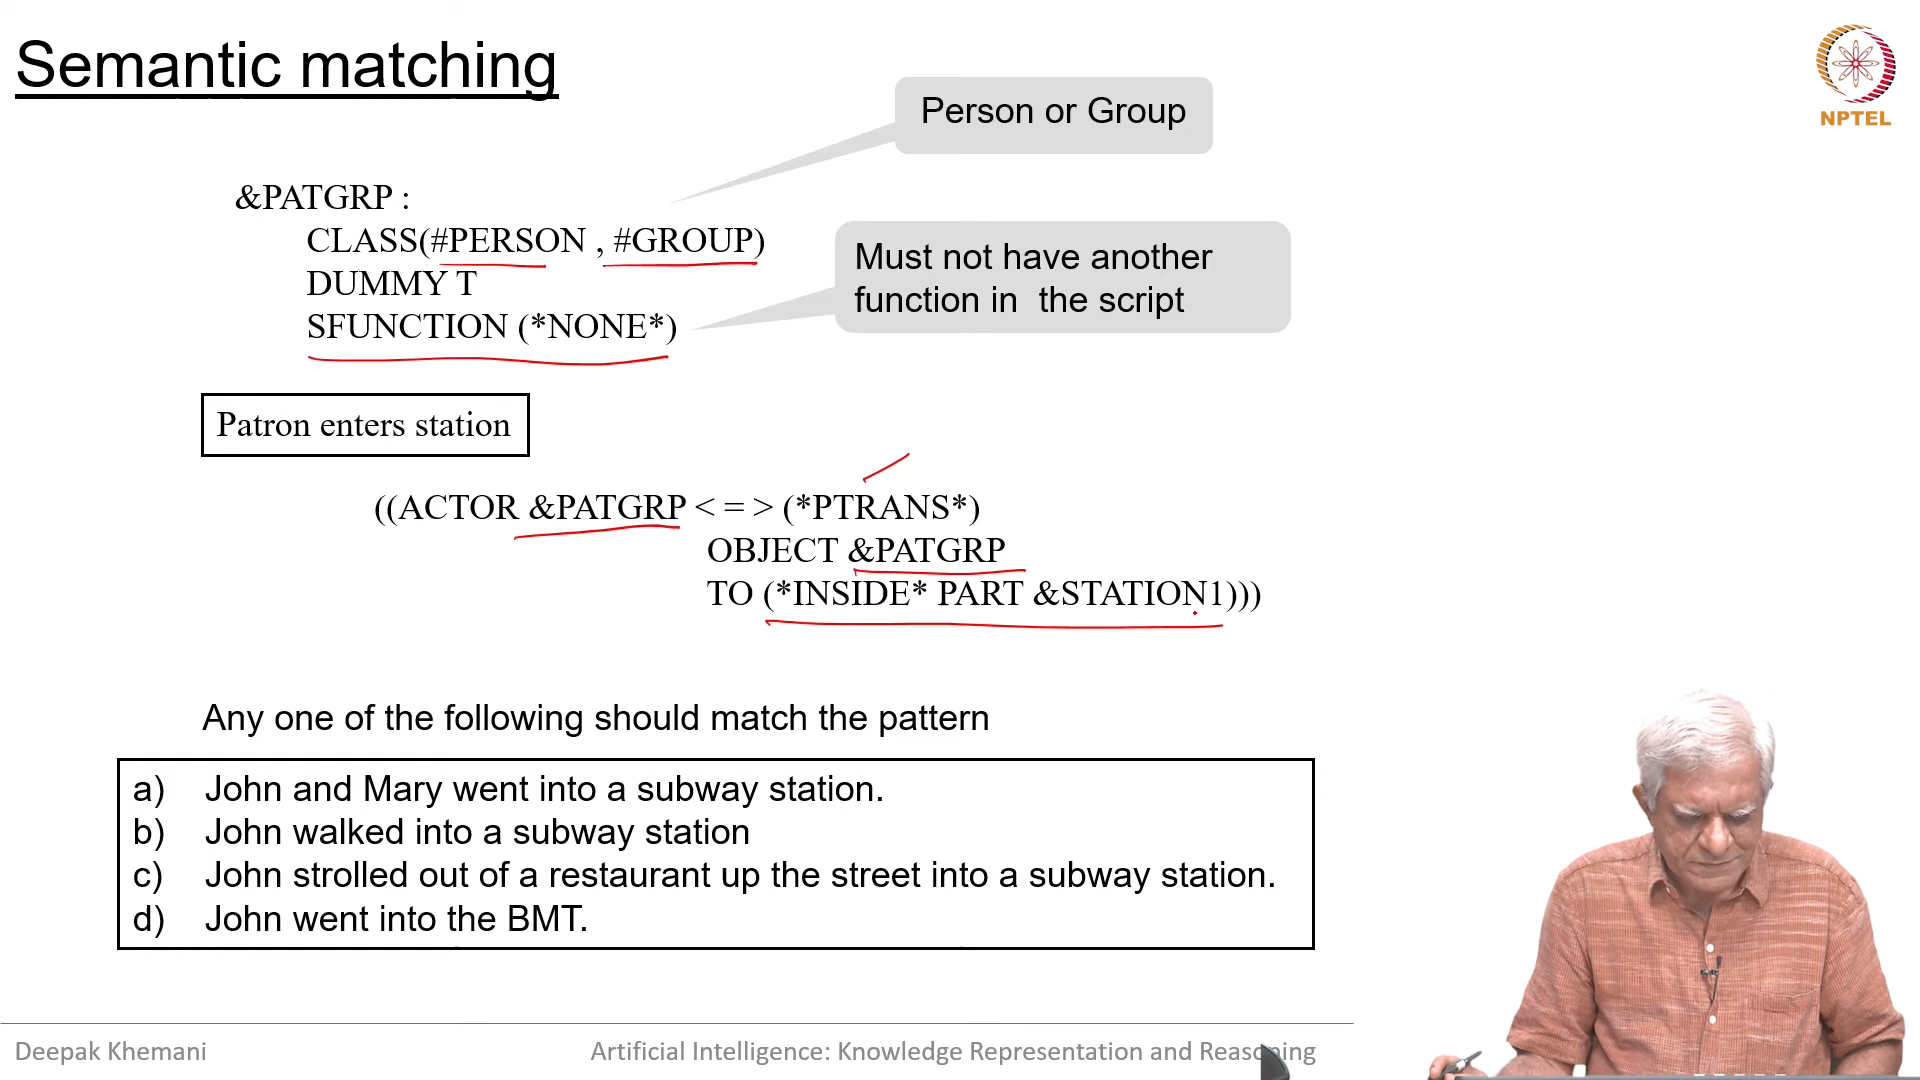 Semantic matching
NPTEL
Person or Group
&PATGRP :
CLASS(#PERSON , #GROUP)
DUMMY T
SFUNCTION (*NONE*)
Must not have another
function in the script
Patron enters station
((ACTOR &PATGRP < = > (*PTRANS*)
OBJECT &PATGRP
TO (*INSIDE* PART &STATION1)))
Any one of the following should match the pattern
a) John and Mary went into a subway station.
b) John walked into a subway station
c) John strolled out of a restaurant up the street into a subway station.
d) John went into the BMT.
Deepak Khemani
Artificial Intelligence: Knowledge Representation and Reasoning